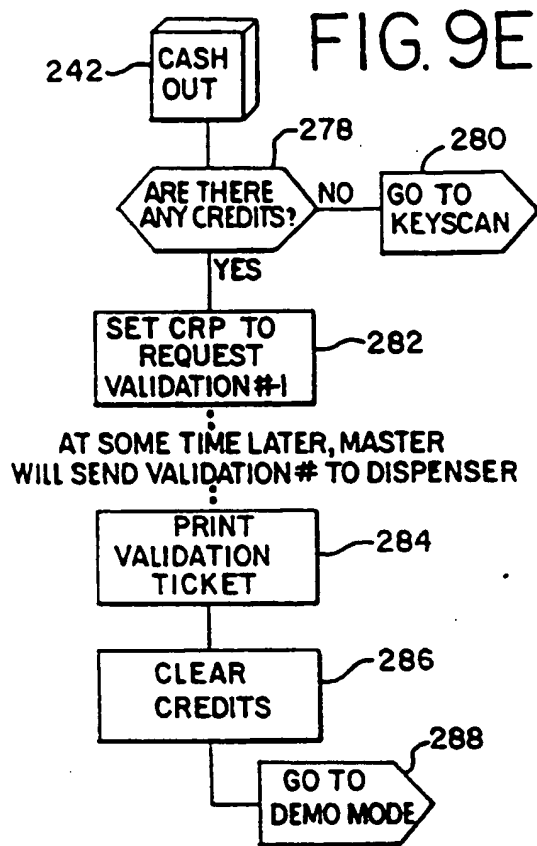 FIG. 9E
242
CASH
OUT
278
ARE THERE
ANY CREDITS?
NO
280
GO TO
KEYSCAN
YES
SET CRP TO
REQUEST
VALIDATION #-1
282
AT SOME TIME LATER, MASTER
WILL SEND VALIDATION # TO DISPENSER
PRINT
VALIDATION
TICKET
284
CLEAR
CREDITS
286
288
GO TO
DEMO MODE